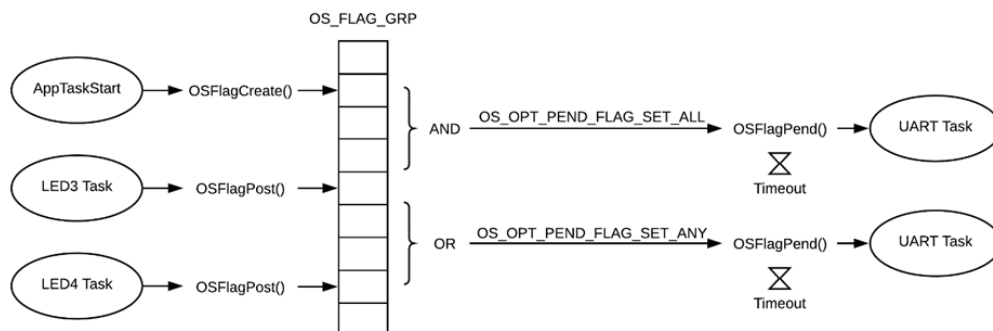 OS_FLAG_GRP
AppTaskStart
OSFlagCreate()
AND
OS_OPT_PEND_FLAG_SET_ALL
OSFlagPend()
UART Task
Timeout
LED3 Task
OSFlagPost()
OR
OS_OPT_PEND_FLAG_SET_ANY
OSFlagPend()
UART Task
Timeout
LED4 Task
OSFlagPost()